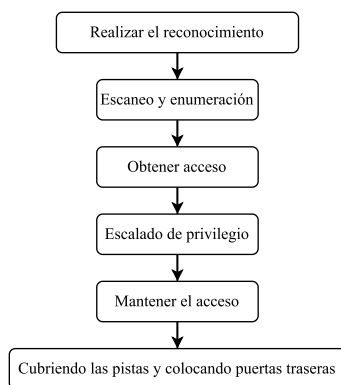 Realizar el reconocimiento
Escaneo y enumeración
Obtener acceso
Escalado de privilegio
Mantener el acceso
Cubriendo las pistas y colocando puertas traseras